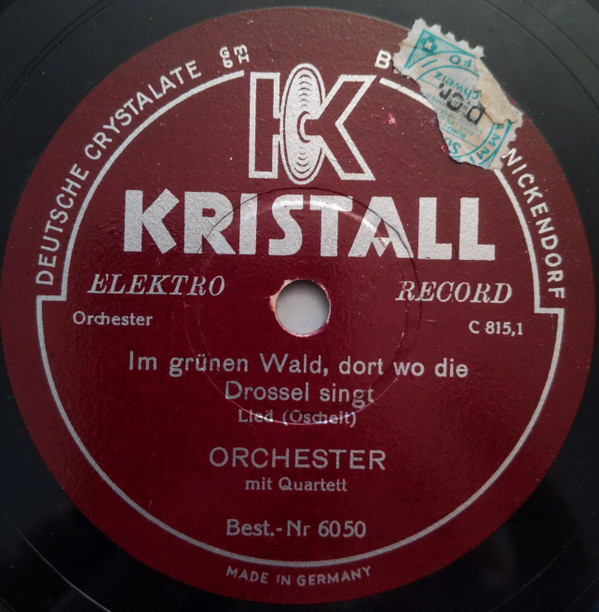 DEUTSCHE CRYSTALATE GmbH
NICKENDORF
K
KRISTALL
ELEKTRO RECORD
Orchester
C 815,1
Im grünen Wald, dort wo die
Drossel singt
Lied (Oscheit)
ORCHESTER
mit Quartett
Best.-Nr 6050
MADE IN GERMANY